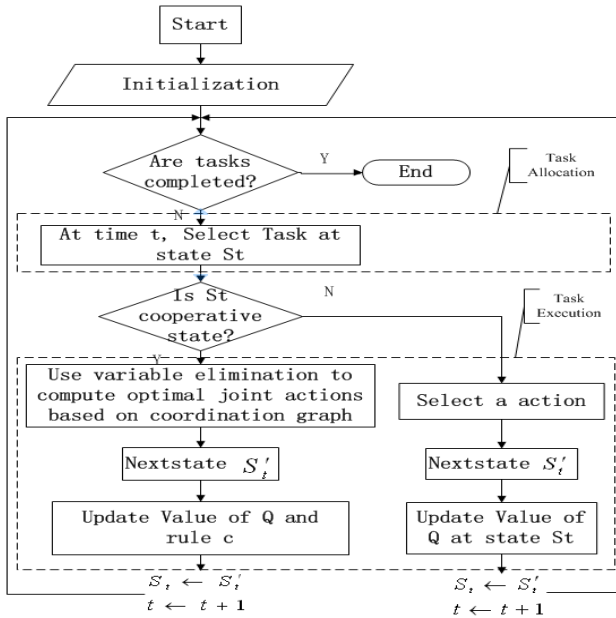 Start
Initialization
Are tasks
completed?
Y
End
Task
Allocation
N
At time t, Select Task at
state St
Is St
cooperative
state?
N
Task
Execution
Y
Use variable elimination to
compute optimal joint actions
based on coordination graph
Select a action
Nextstate S't
Nextstate S't
Update Value of Q and
rule c
Update Value of
Q at state St
St ← S't
t ← t + 1
St ← S't
t ← t + 1